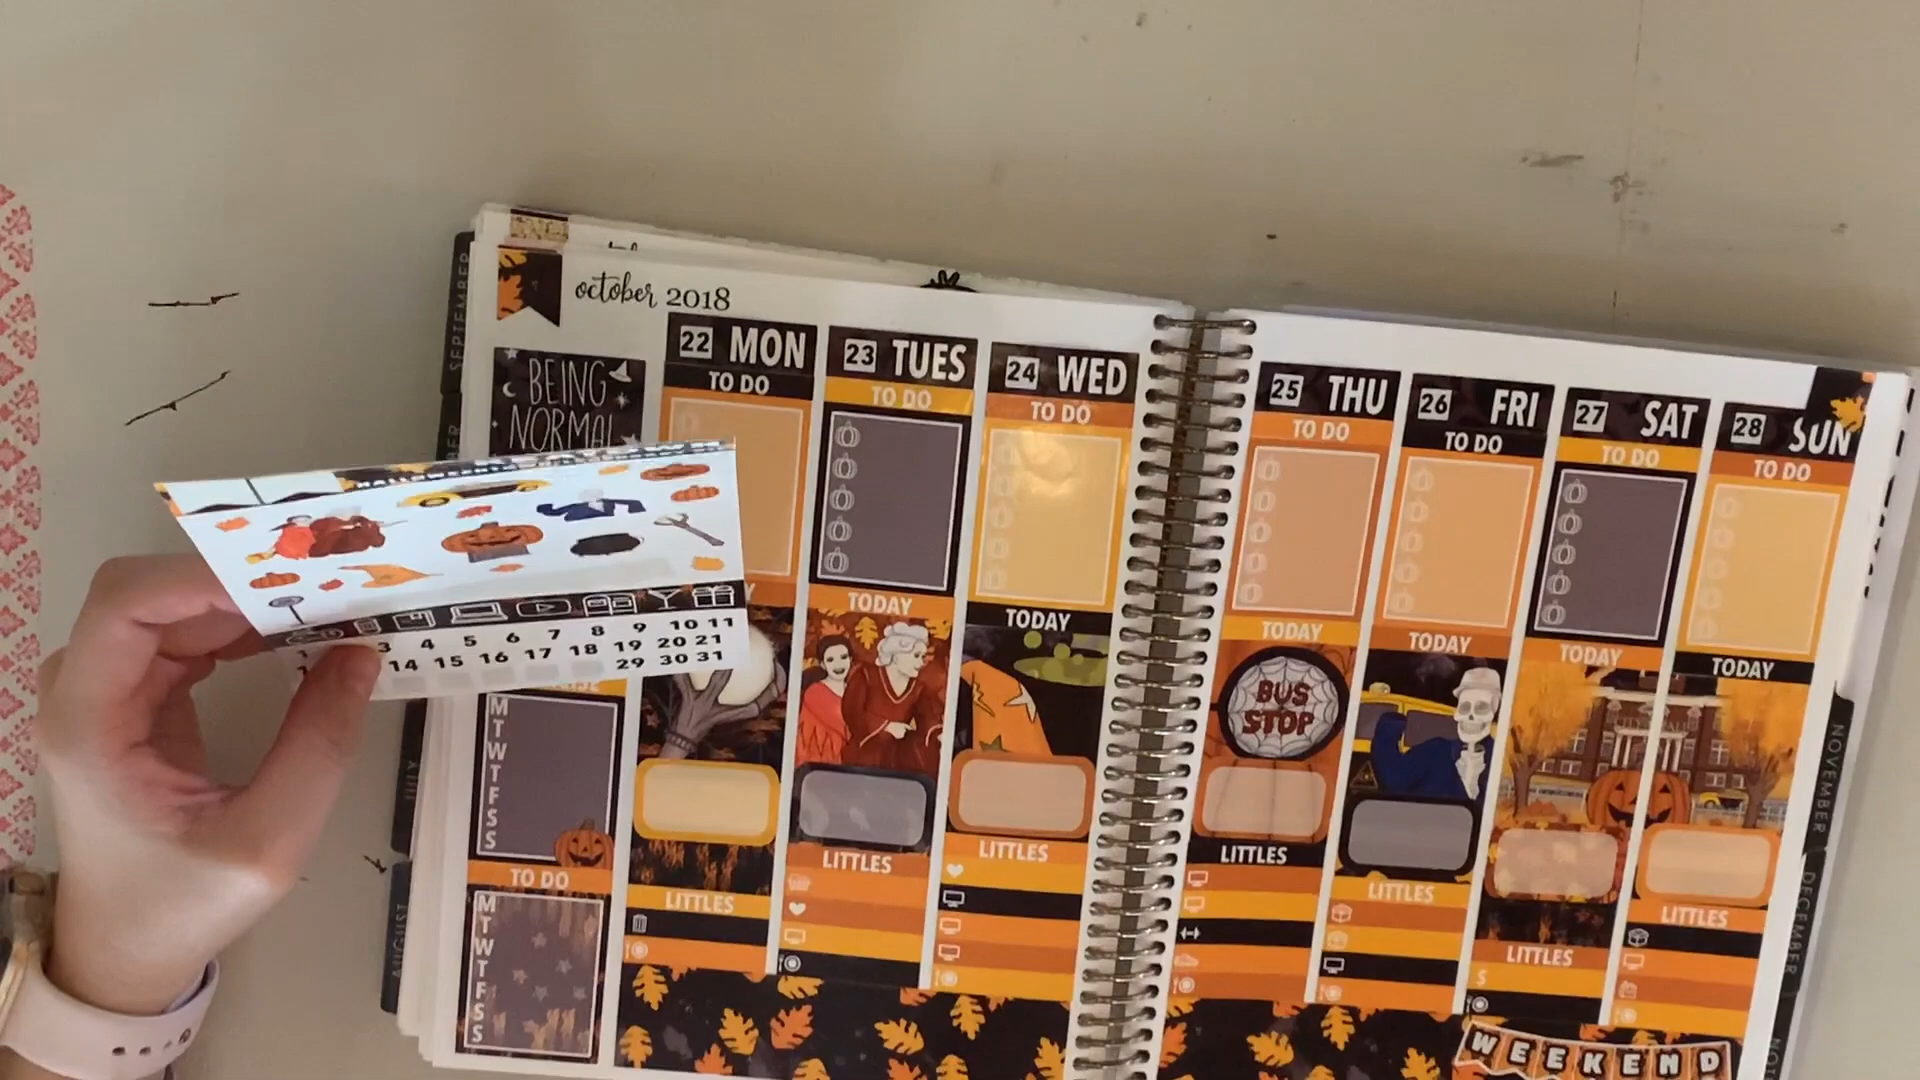 october 2018
BEING
NORMAL
22 MON
TO DO
23 TUES
TO DO
24 WED
TO DO
25 THU
TO DO
26 FRI
TO DO
27 SAT
TO DO
28 SUN
TO DO
TODAY
TODAY
TODAY
TODAY
TODAY
TODAY
BUS
STOP
LITTLES
LITTLES
LITTLES
LITTLES
LITTLES
LITTLES
LITTLES
M
T
W
T
F
S
S
TO DO
M
T
W
T
F
S
S
WEEKEND
3 4 5 6 7 8 9 10 11
14 15 16 17 18 19 20 21
29 30 31
SEPTEMBER
JULY
AUGUST
NOVEMBER
DECEMBER